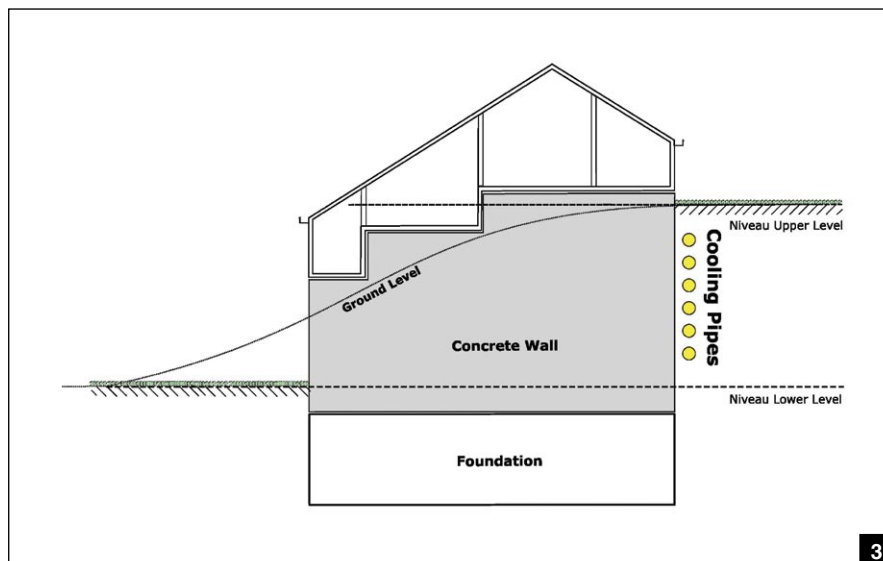 Niveau Upper Level
Cooling Pipes
Ground Level
Concrete Wall
Niveau Lower Level
Foundation
3